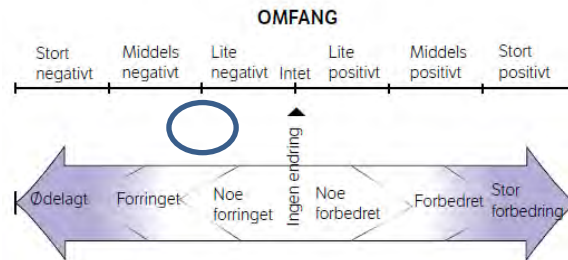 OMFANG
Stort Middels Lite Lite Middels Stort
negativt negativt negativt Intet positivt positivt positivt
Ingen endring
Ødelagt Forringet Noe Noe Forbedret Stor
forringet forbedret forbedring